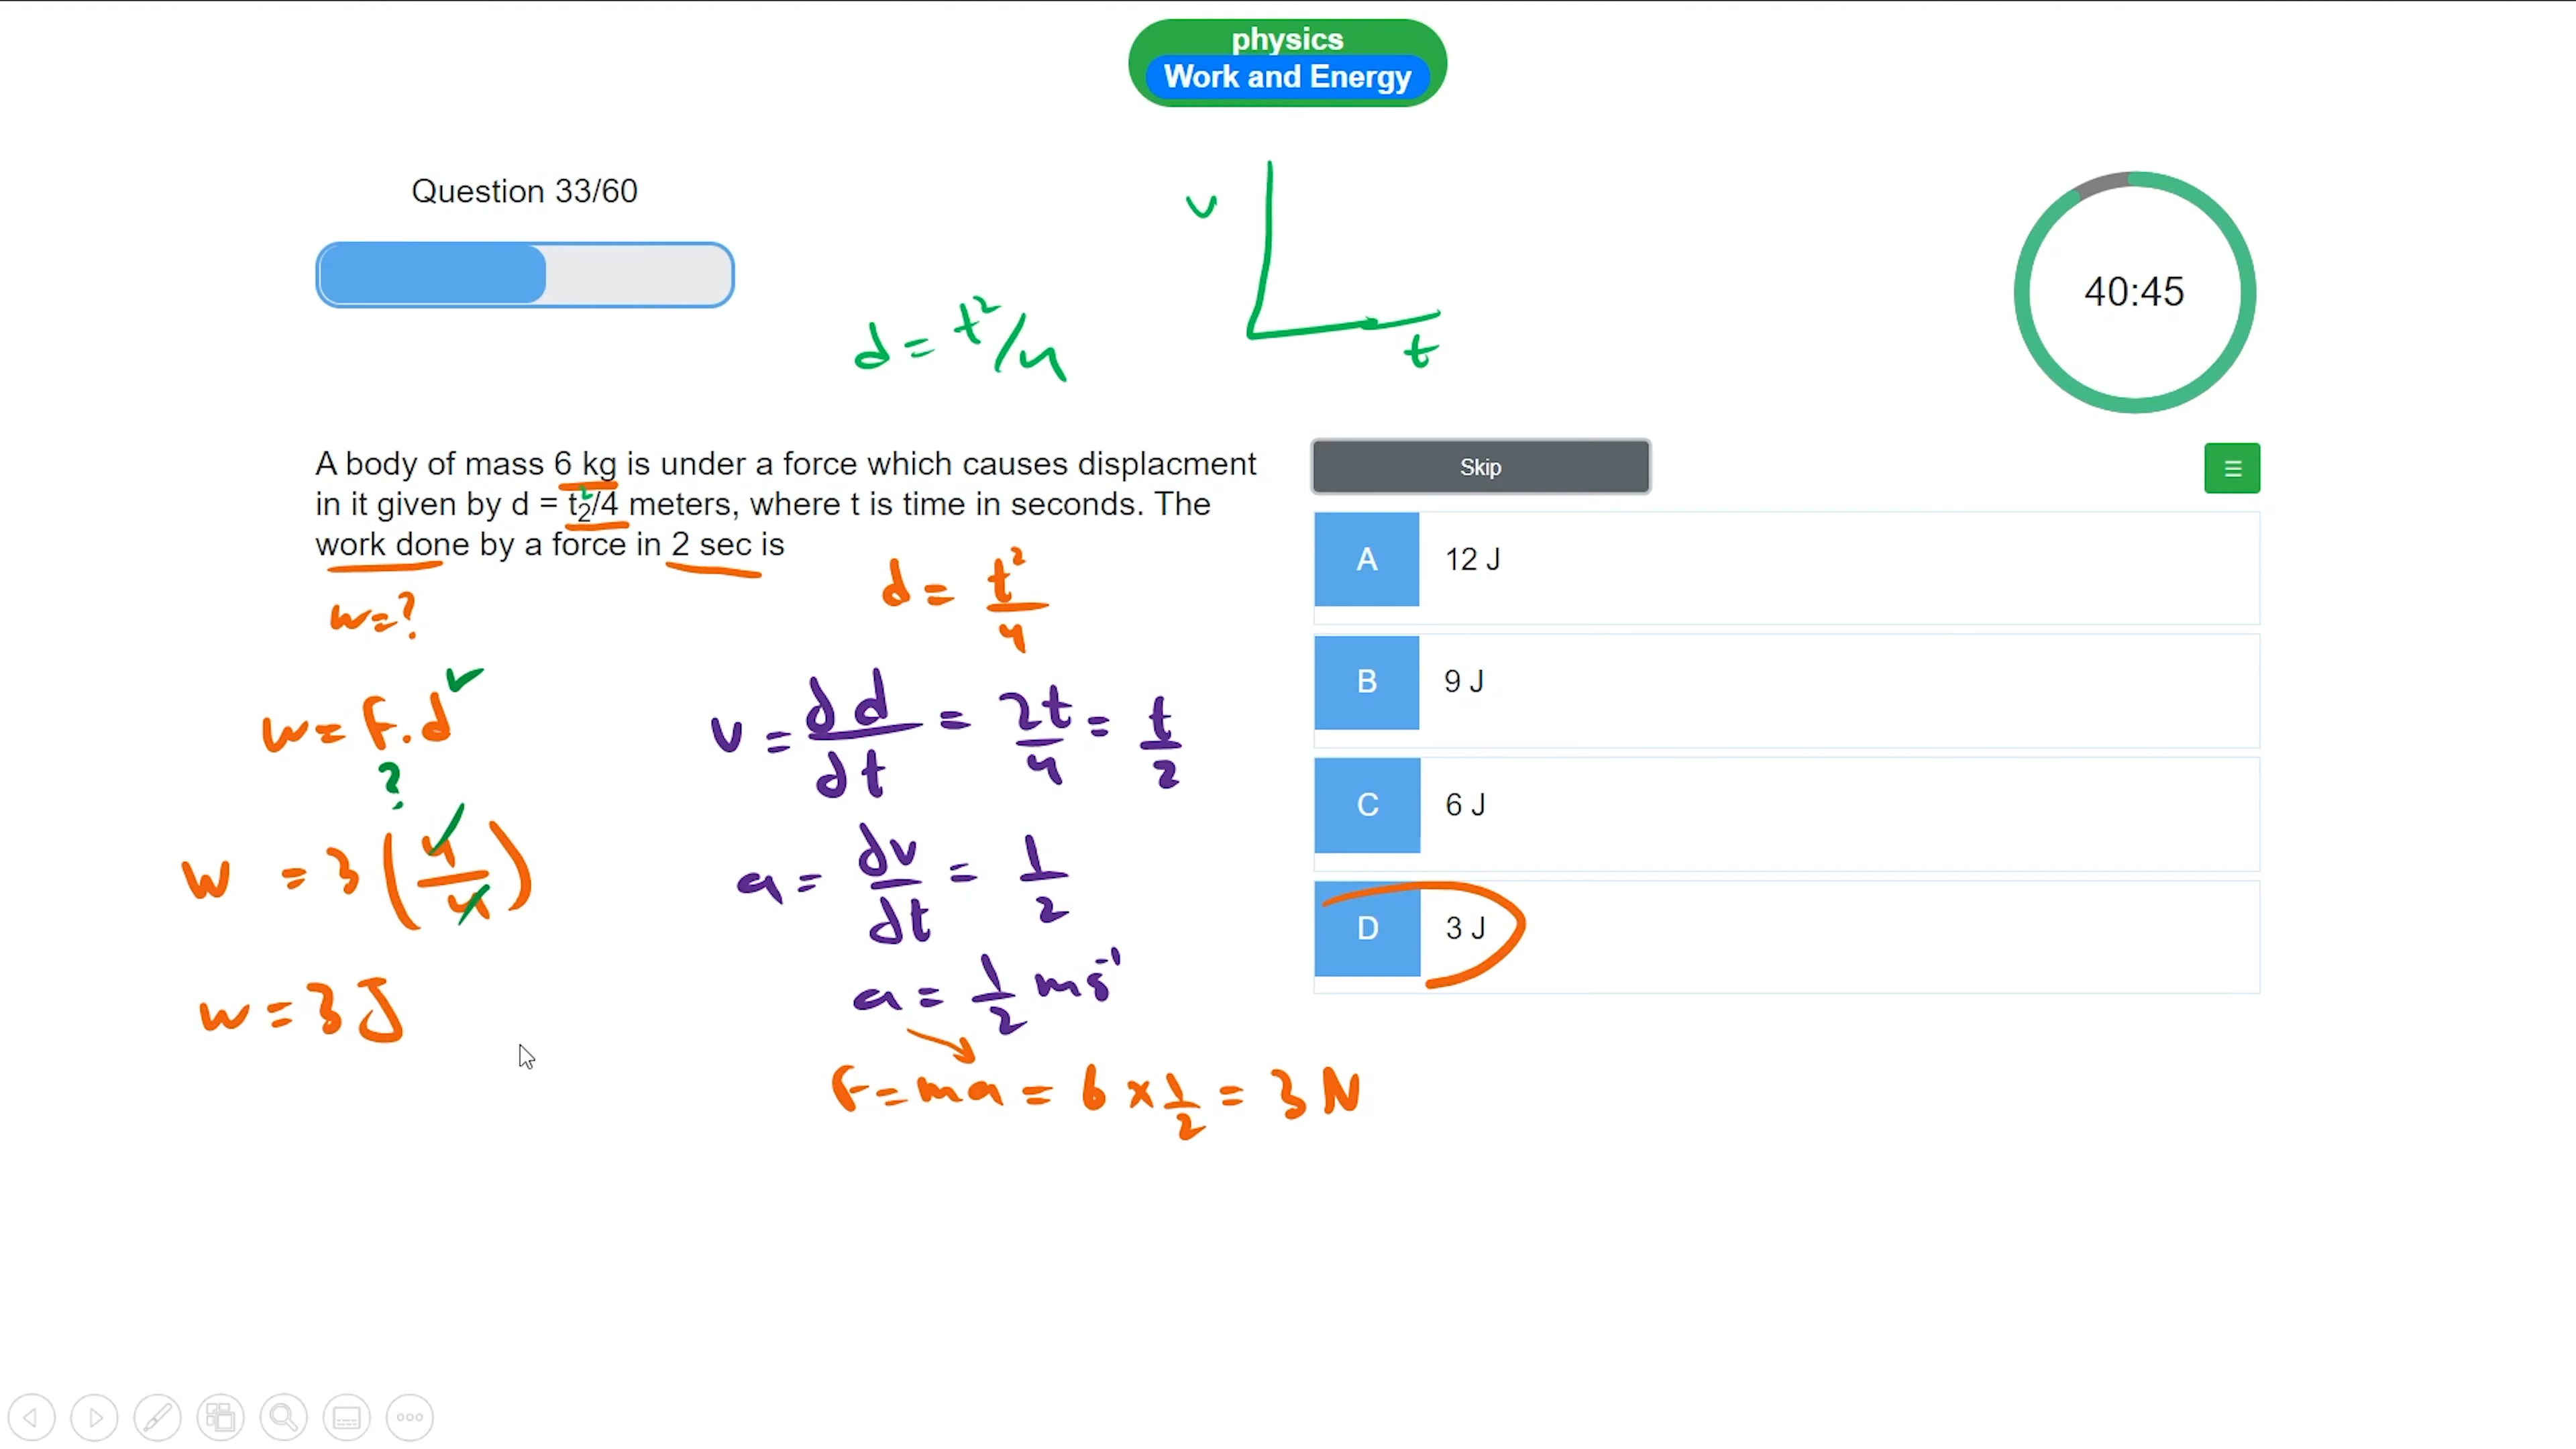 physics
Work and Energy
Question 33/60
v
t
d = t²/4
40:45
A body of mass 6 kg is under a force which causes displacment
in it given by d = t₂²/4 meters, where t is time in seconds. The
work done by a force in 2 sec is
Skip
☰
A 12 J
B 9 J
C 6 J
D 3 J
w=?
w = F.d ✓
?
W = 3 (4/4)
w = 3 J
d = t²/4
v = dd/dt = 2t/4 = t/2
a = dv/dt = 1/2
a = 1/2 ms⁻¹
F = ma = 6 × 1/2 = 3 N